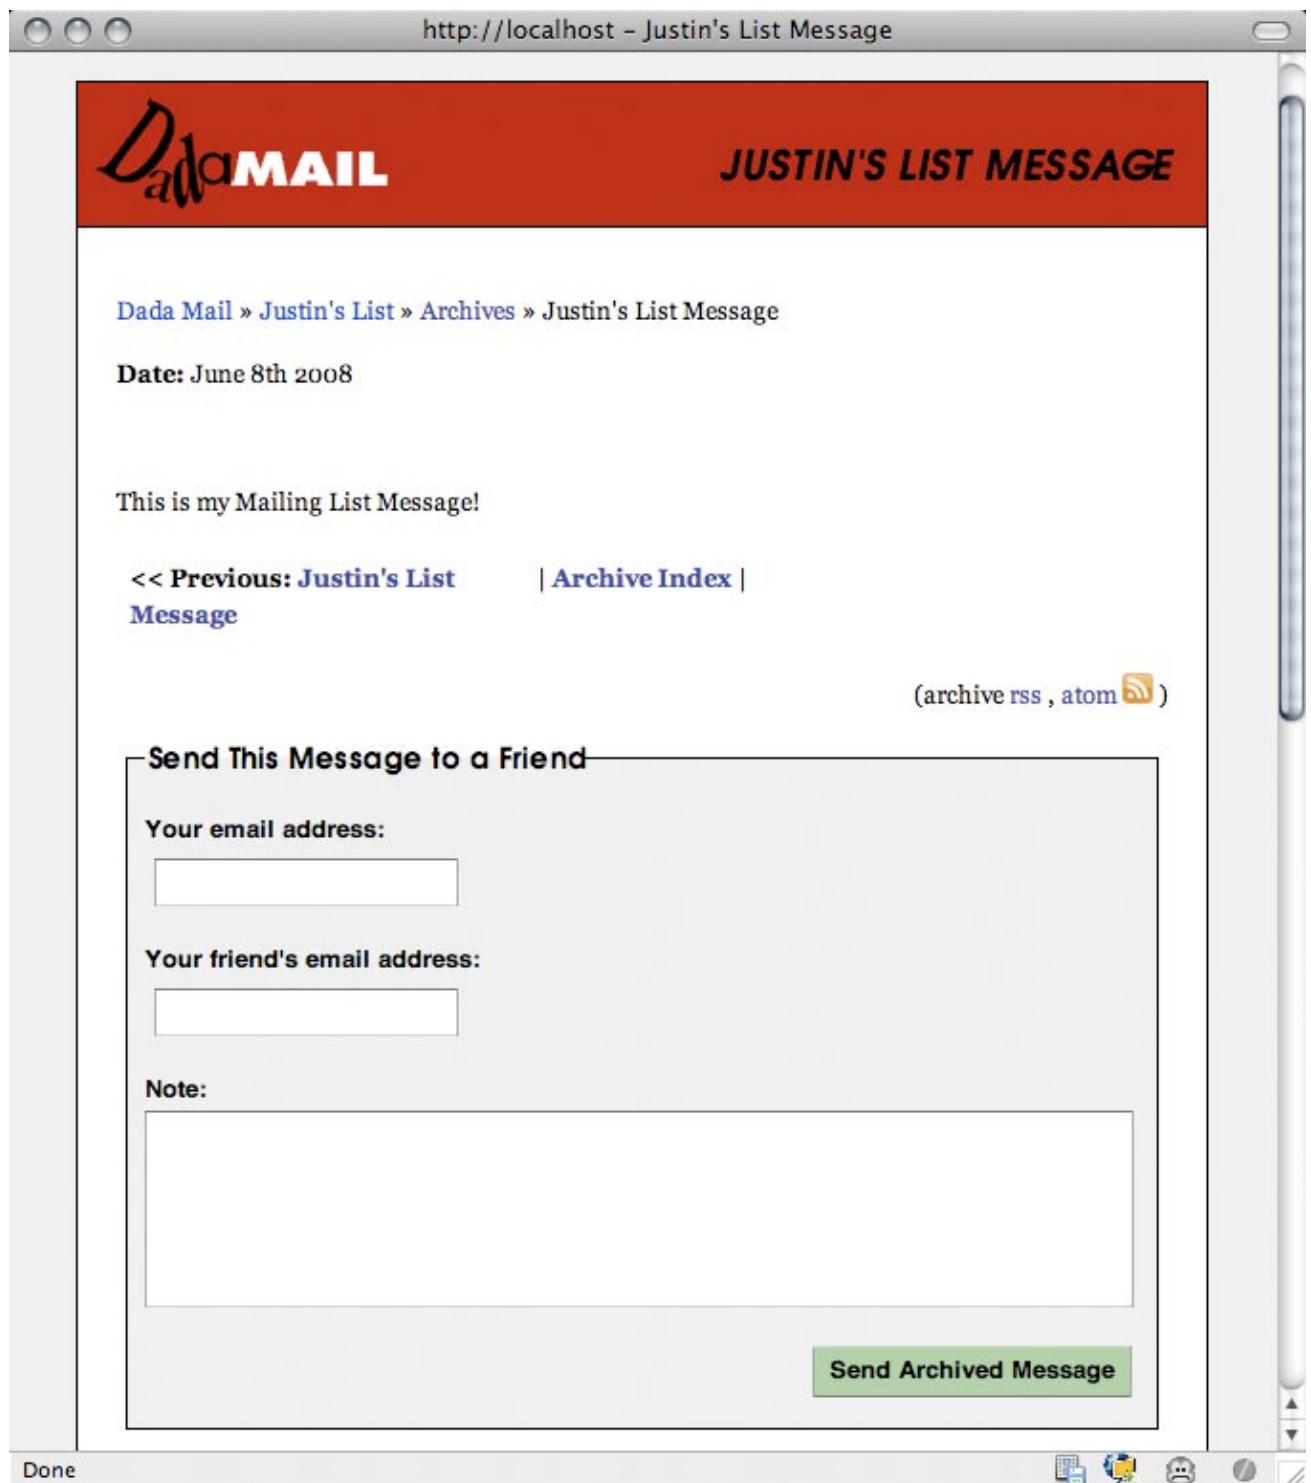 http://localhost – Justin's List Message
DadaMAIL
JUSTIN'S LIST MESSAGE
Dada Mail » Justin's List » Archives » Justin's List Message
Date: June 8th 2008
This is my Mailing List Message!
<< Previous: Justin's List Message | Archive Index |
(archive rss , atom )
Send This Message to a Friend
Your email address:
Your friend's email address:
Note:
Send Archived Message
Done